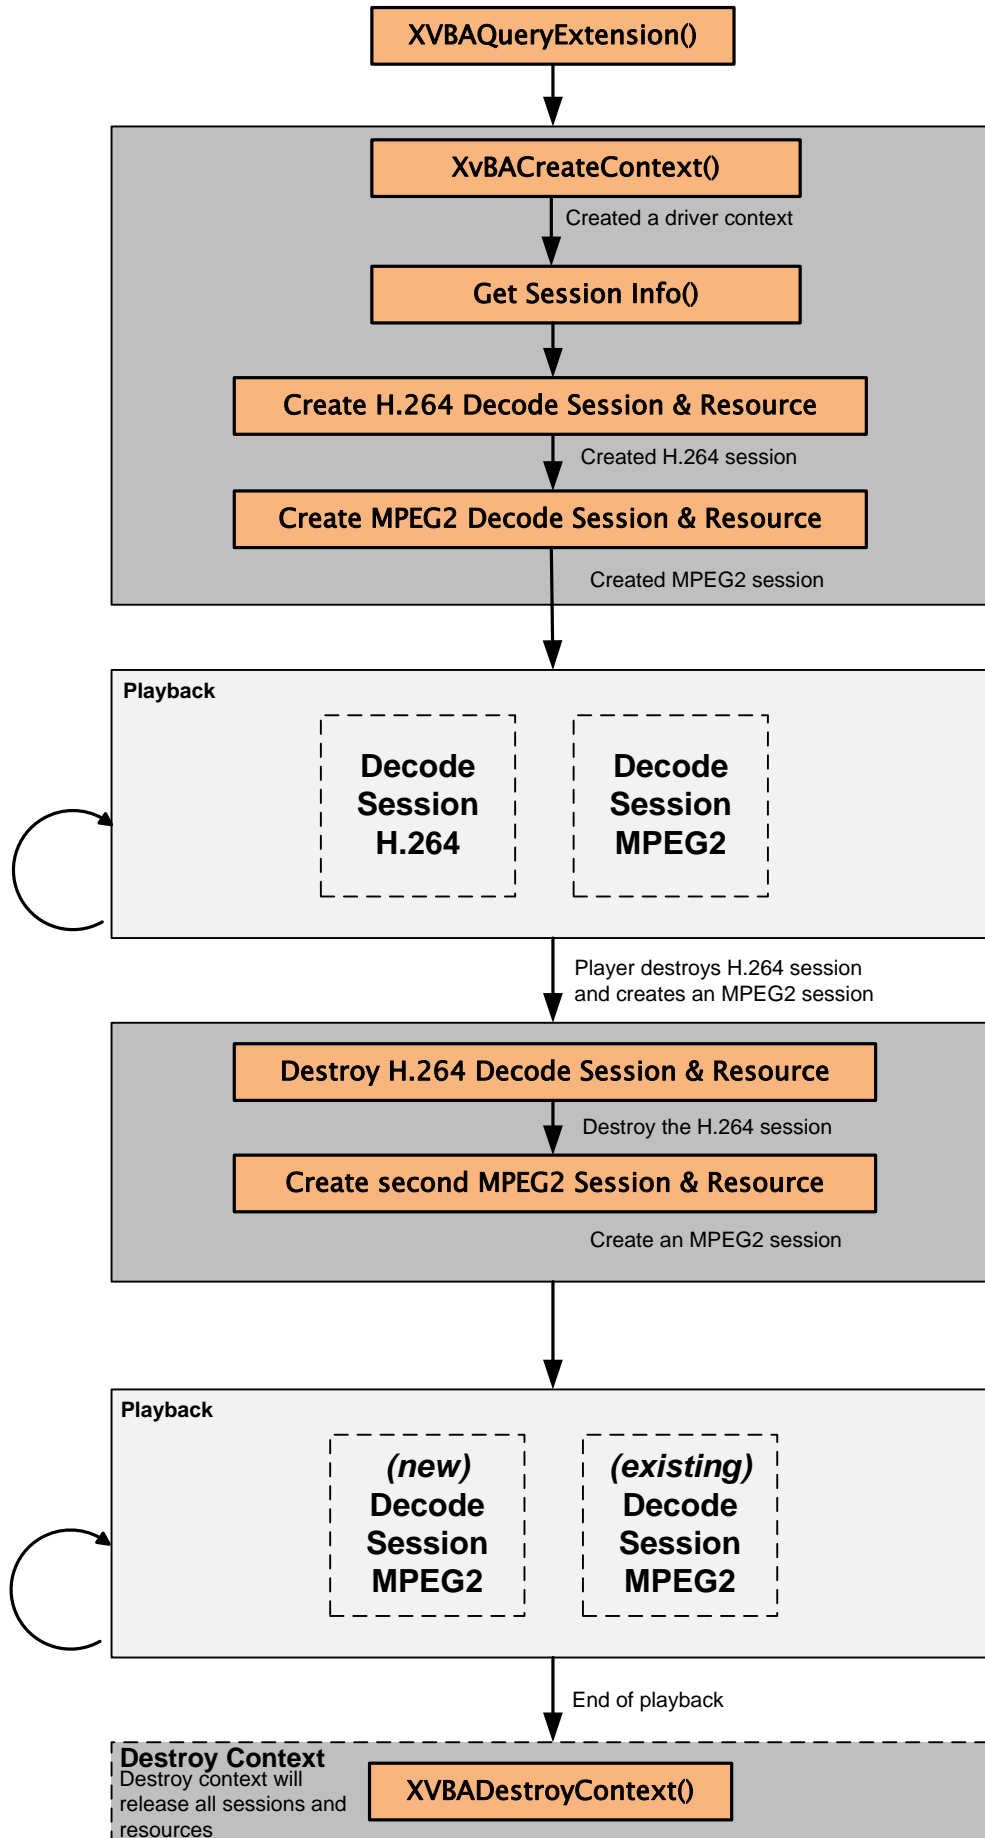 XVBAQueryExtension()
XvBACreateContext()
Created a driver context
Get Session Info()
Create H.264 Decode Session & Resource
Created H.264 session
Create MPEG2 Decode Session & Resource
Created MPEG2 session
Playback
Decode
Session
H.264
Decode
Session
MPEG2
Player destroys H.264 session
and creates an MPEG2 session
Destroy H.264 Decode Session & Resource
Destroy the H.264 session
Create second MPEG2 Session & Resource
Create an MPEG2 session
Playback
(new)
Decode
Session
MPEG2
(existing)
Decode
Session
MPEG2
End of playback
Destroy Context
Destroy context will
release all sessions and
resources
XVBADestroyContext()